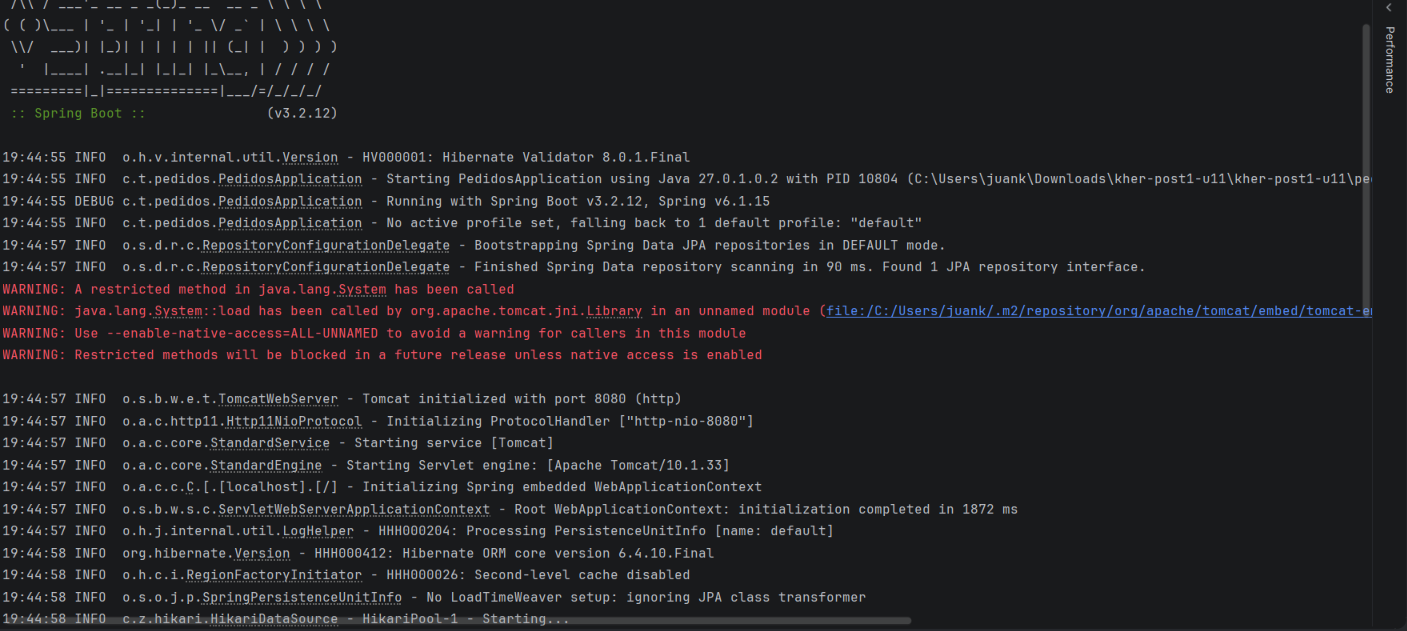 /\\ / ___'_ __ _ _(_)_ __  __ _ \ \ \ \
( ( )\___ | '_ | '_| | '_ \/ _` | \ \ \ \
 \\/  ___)| |_)| | | | | || (_| |  ) ) ) )
  '  |____| .__|_| |_|_| |_\__, | / / / /
 =========|_|==============|___/=/_/_/_/
 :: Spring Boot ::               (v3.2.12)
19:44:55 INFO  o.h.v.internal.util.Version - HV000001: Hibernate Validator 8.0.1.Final
19:44:55 INFO  c.t.pedidos.PedidosApplication - Starting PedidosApplication using Java 27.0.1.0.2 with PID 10804 (C:\Users\juank\Downloads\kher-post1-u11\kher-post1-u11\pe
19:44:55 DEBUG c.t.pedidos.PedidosApplication - Running with Spring Boot v3.2.12, Spring v6.1.15
19:44:55 INFO  c.t.pedidos.PedidosApplication - No active profile set, falling back to 1 default profile: "default"
19:44:57 INFO  o.s.d.r.c.RepositoryConfigurationDelegate - Bootstrapping Spring Data JPA repositories in DEFAULT mode.
19:44:57 INFO  o.s.d.r.c.RepositoryConfigurationDelegate - Finished Spring Data repository scanning in 90 ms. Found 1 JPA repository interface.
WARNING: A restricted method in java.lang.System has been called
WARNING: java.lang.System::load has been called by org.apache.tomcat.jni.Library in an unnamed module (file:/C:/Users/juank/.m2/repository/org/apache/tomcat/embed/tomcat-e
WARNING: Use --enable-native-access=ALL-UNNAMED to avoid a warning for callers in this module
WARNING: Restricted methods will be blocked in a future release unless native access is enabled
19:44:57 INFO  o.s.b.w.e.t.TomcatWebServer - Tomcat initialized with port 8080 (http)
19:44:57 INFO  o.a.c.http11.Http11NioProtocol - Initializing ProtocolHandler ["http-nio-8080"]
19:44:57 INFO  o.a.c.core.StandardService - Starting service [Tomcat]
19:44:57 INFO  o.a.c.core.StandardEngine - Starting Servlet engine: [Apache Tomcat/10.1.33]
19:44:57 INFO  o.a.c.c.C.[.[localhost].[/] - Initializing Spring embedded WebApplicationContext
19:44:57 INFO  o.s.b.w.s.c.ServletWebServerApplicationContext - Root WebApplicationContext: initialization completed in 1872 ms
19:44:57 INFO  o.h.j.internal.util.LogHelper - HHH000204: Processing PersistenceUnitInfo [name: default]
19:44:58 INFO  org.hibernate.Version - HHH000412: Hibernate ORM core version 6.4.10.Final
19:44:58 INFO  o.h.c.i.RegionFactoryInitiator - HHH000026: Second-level cache disabled
19:44:58 INFO  o.s.o.j.p.SpringPersistenceUnitInfo - No LoadTimeWeaver setup: ignoring JPA class transformer
19:44:58 INFO  c.z.hikari.HikariDataSource - HikariPool-1 - Starting...
Performance